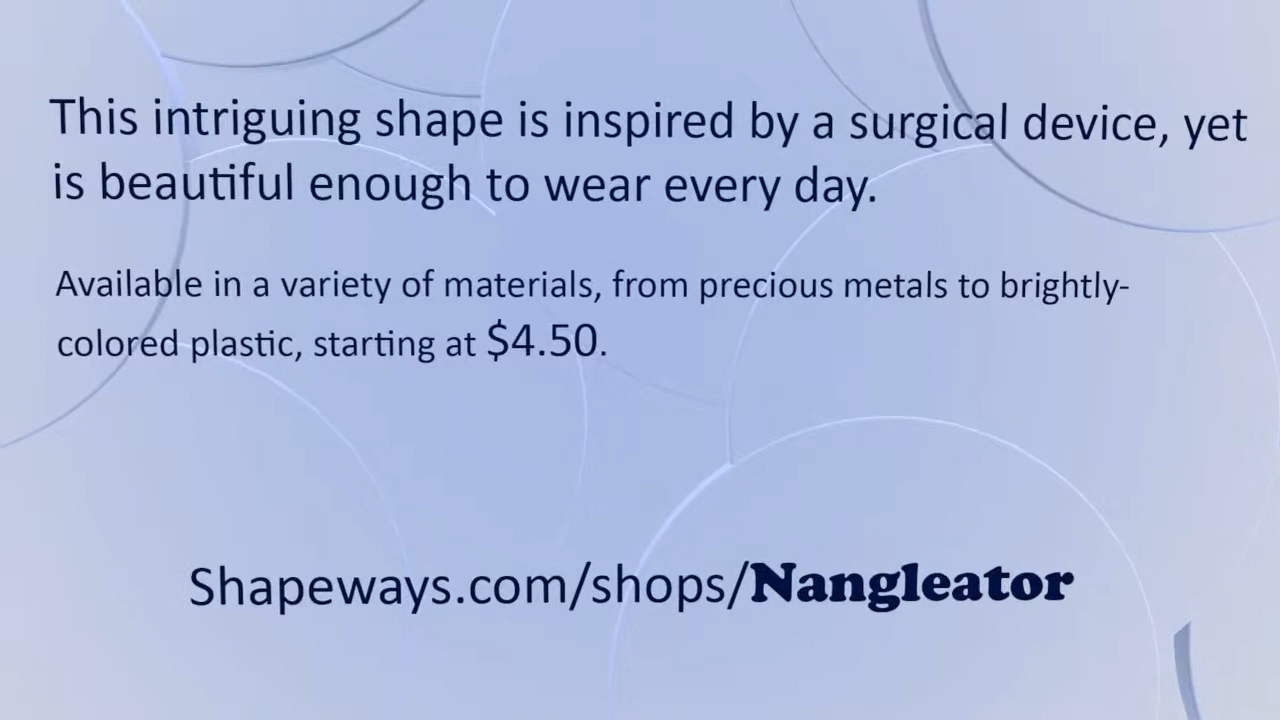 This intriguing shape is inspired by a surgical device, yet
is beautiful enough to wear every day.
Available in a variety of materials, from precious metals to brightly-
colored plastic, starting at $4.50.
Shapeways.com/shops/Nangleator